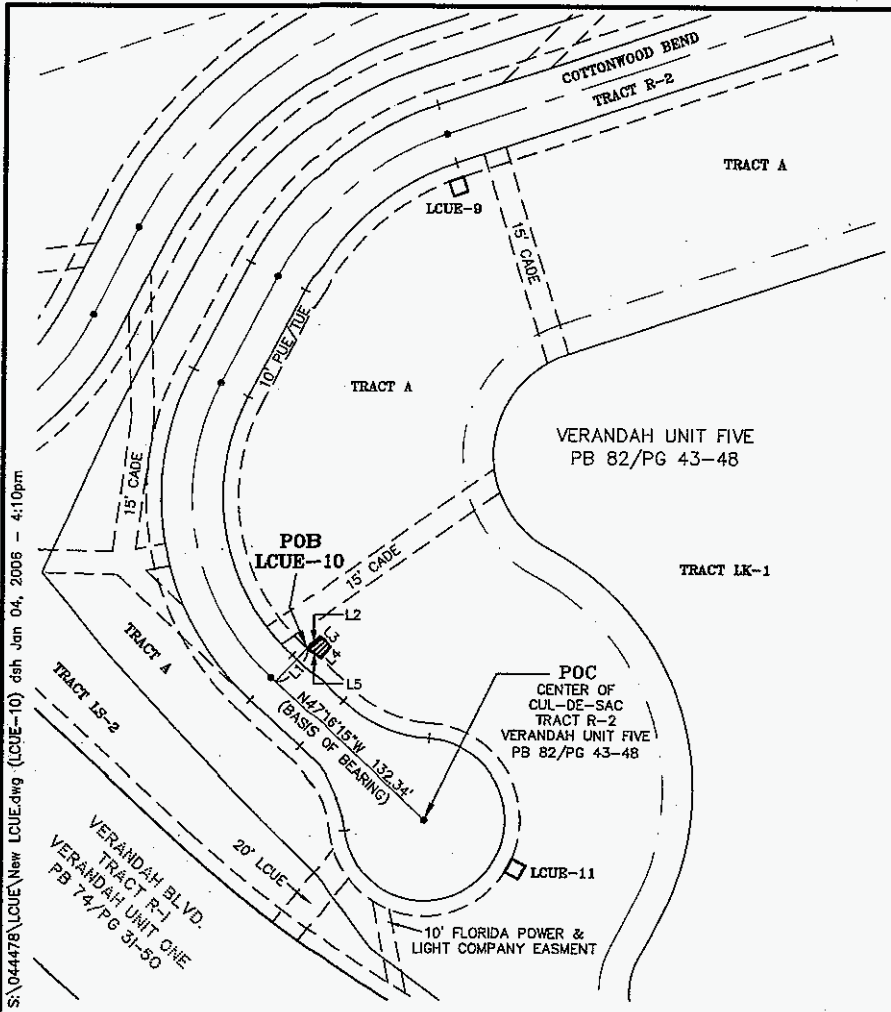 COTTONWOOD BEND
TRACT R-2
TRACT A
LCUE-9
15' CADE
10' PUE/TUE
TRACT A
VERANDAH UNIT FIVE
PB 82/PG 43-48
15' CADE
POB
LCUE-10
15' CADE
TRACT LK-1
L2
L3
L4
L1
L5
TRACT A
TRACT LS-2
N47°16'15"W 132.34'
(BASIS OF BEARING)
POC
CENTER OF
CUL-DE-SAC
TRACT R-2
VERANDAH UNIT FIVE
PB 82/PG 43-48
LCUE-11
20' LCUE
VERANDAH BLVD.
TRACT R-1
VERANDAH UNIT ONE
PB 74/PG 31-50
10' FLORIDA POWER &
LIGHT COMPANY EASMENT
S:\044478\LCUE\New LCUE.dwg (LCUE-10) dsh Jan 04, 2006 - 4:10pm